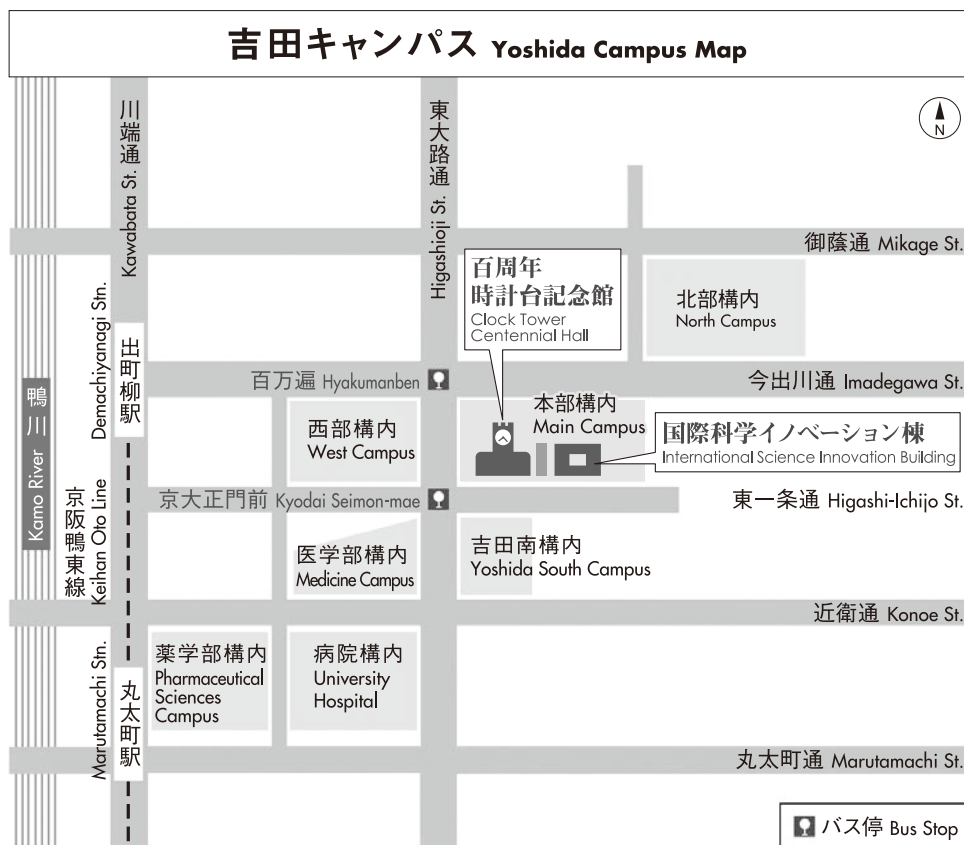 吉田キャンパス Yoshida Campus Map
川端通 Kawabata St.
東大路通 Higashioji St.
N
御蔭通 Mikage St.
百周年
時計台記念館
Clock Tower
Centennial Hall
北部構内
North Campus
出町柳駅
Demachiyanagi Stn.
百万遍 Hyakumanben
今出川通 Imadegawa St.
鴨川 Kamo River
西部構内
West Campus
本部構内
Main Campus
国際科学イノベーション棟
International Science Innovation Building
京阪鴨東線
Keihan Oto Line
京大正門前 Kyodai Seimon-mae
東一条通 Higashi-Ichijo St.
医学部構内
Medicine Campus
吉田南構内
Yoshida South Campus
近衛通 Konoe St.
丸太町駅
Marutamachi Stn.
薬学部構内
Pharmaceutical
Sciences
Campus
病院構内
University
Hospital
丸太町通 Marutamachi St.
バス停 Bus Stop